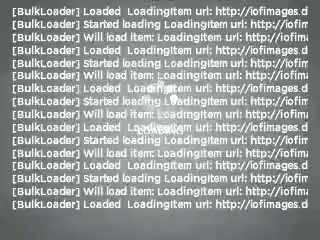 [BulkLoader] Loaded LoadingItem url: http://iofimages.d
[BulkLoader] Started loading LoadingItem url: http://iofim
[BulkLoader] Will load item: LoadingItem url: http://iofima
[BulkLoader] Loaded LoadingItem url: http://iofimages.d
[BulkLoader] Started loading LoadingItem url: http://iofim
[BulkLoader] Will load item: LoadingItem url: http://iofima
[BulkLoader] Loaded LoadingItem url: http://iofimages.d
[BulkLoader] Started loading LoadingItem url: http://iofim
[BulkLoader] Will load item: LoadingItem url: http://iofima
[BulkLoader] Loaded LoadingItem url: http://iofimages.d
LOADING
[BulkLoader] Started loading LoadingItem url: http://iofim
[BulkLoader] Will load item: LoadingItem url: http://iofima
[BulkLoader] Loaded LoadingItem url: http://iofimages.d
[BulkLoader] Started loading LoadingItem url: http://iofim
[BulkLoader] Will load item: LoadingItem url: http://iofima
[BulkLoader] Loaded LoadingItem url: http://iofimages.d